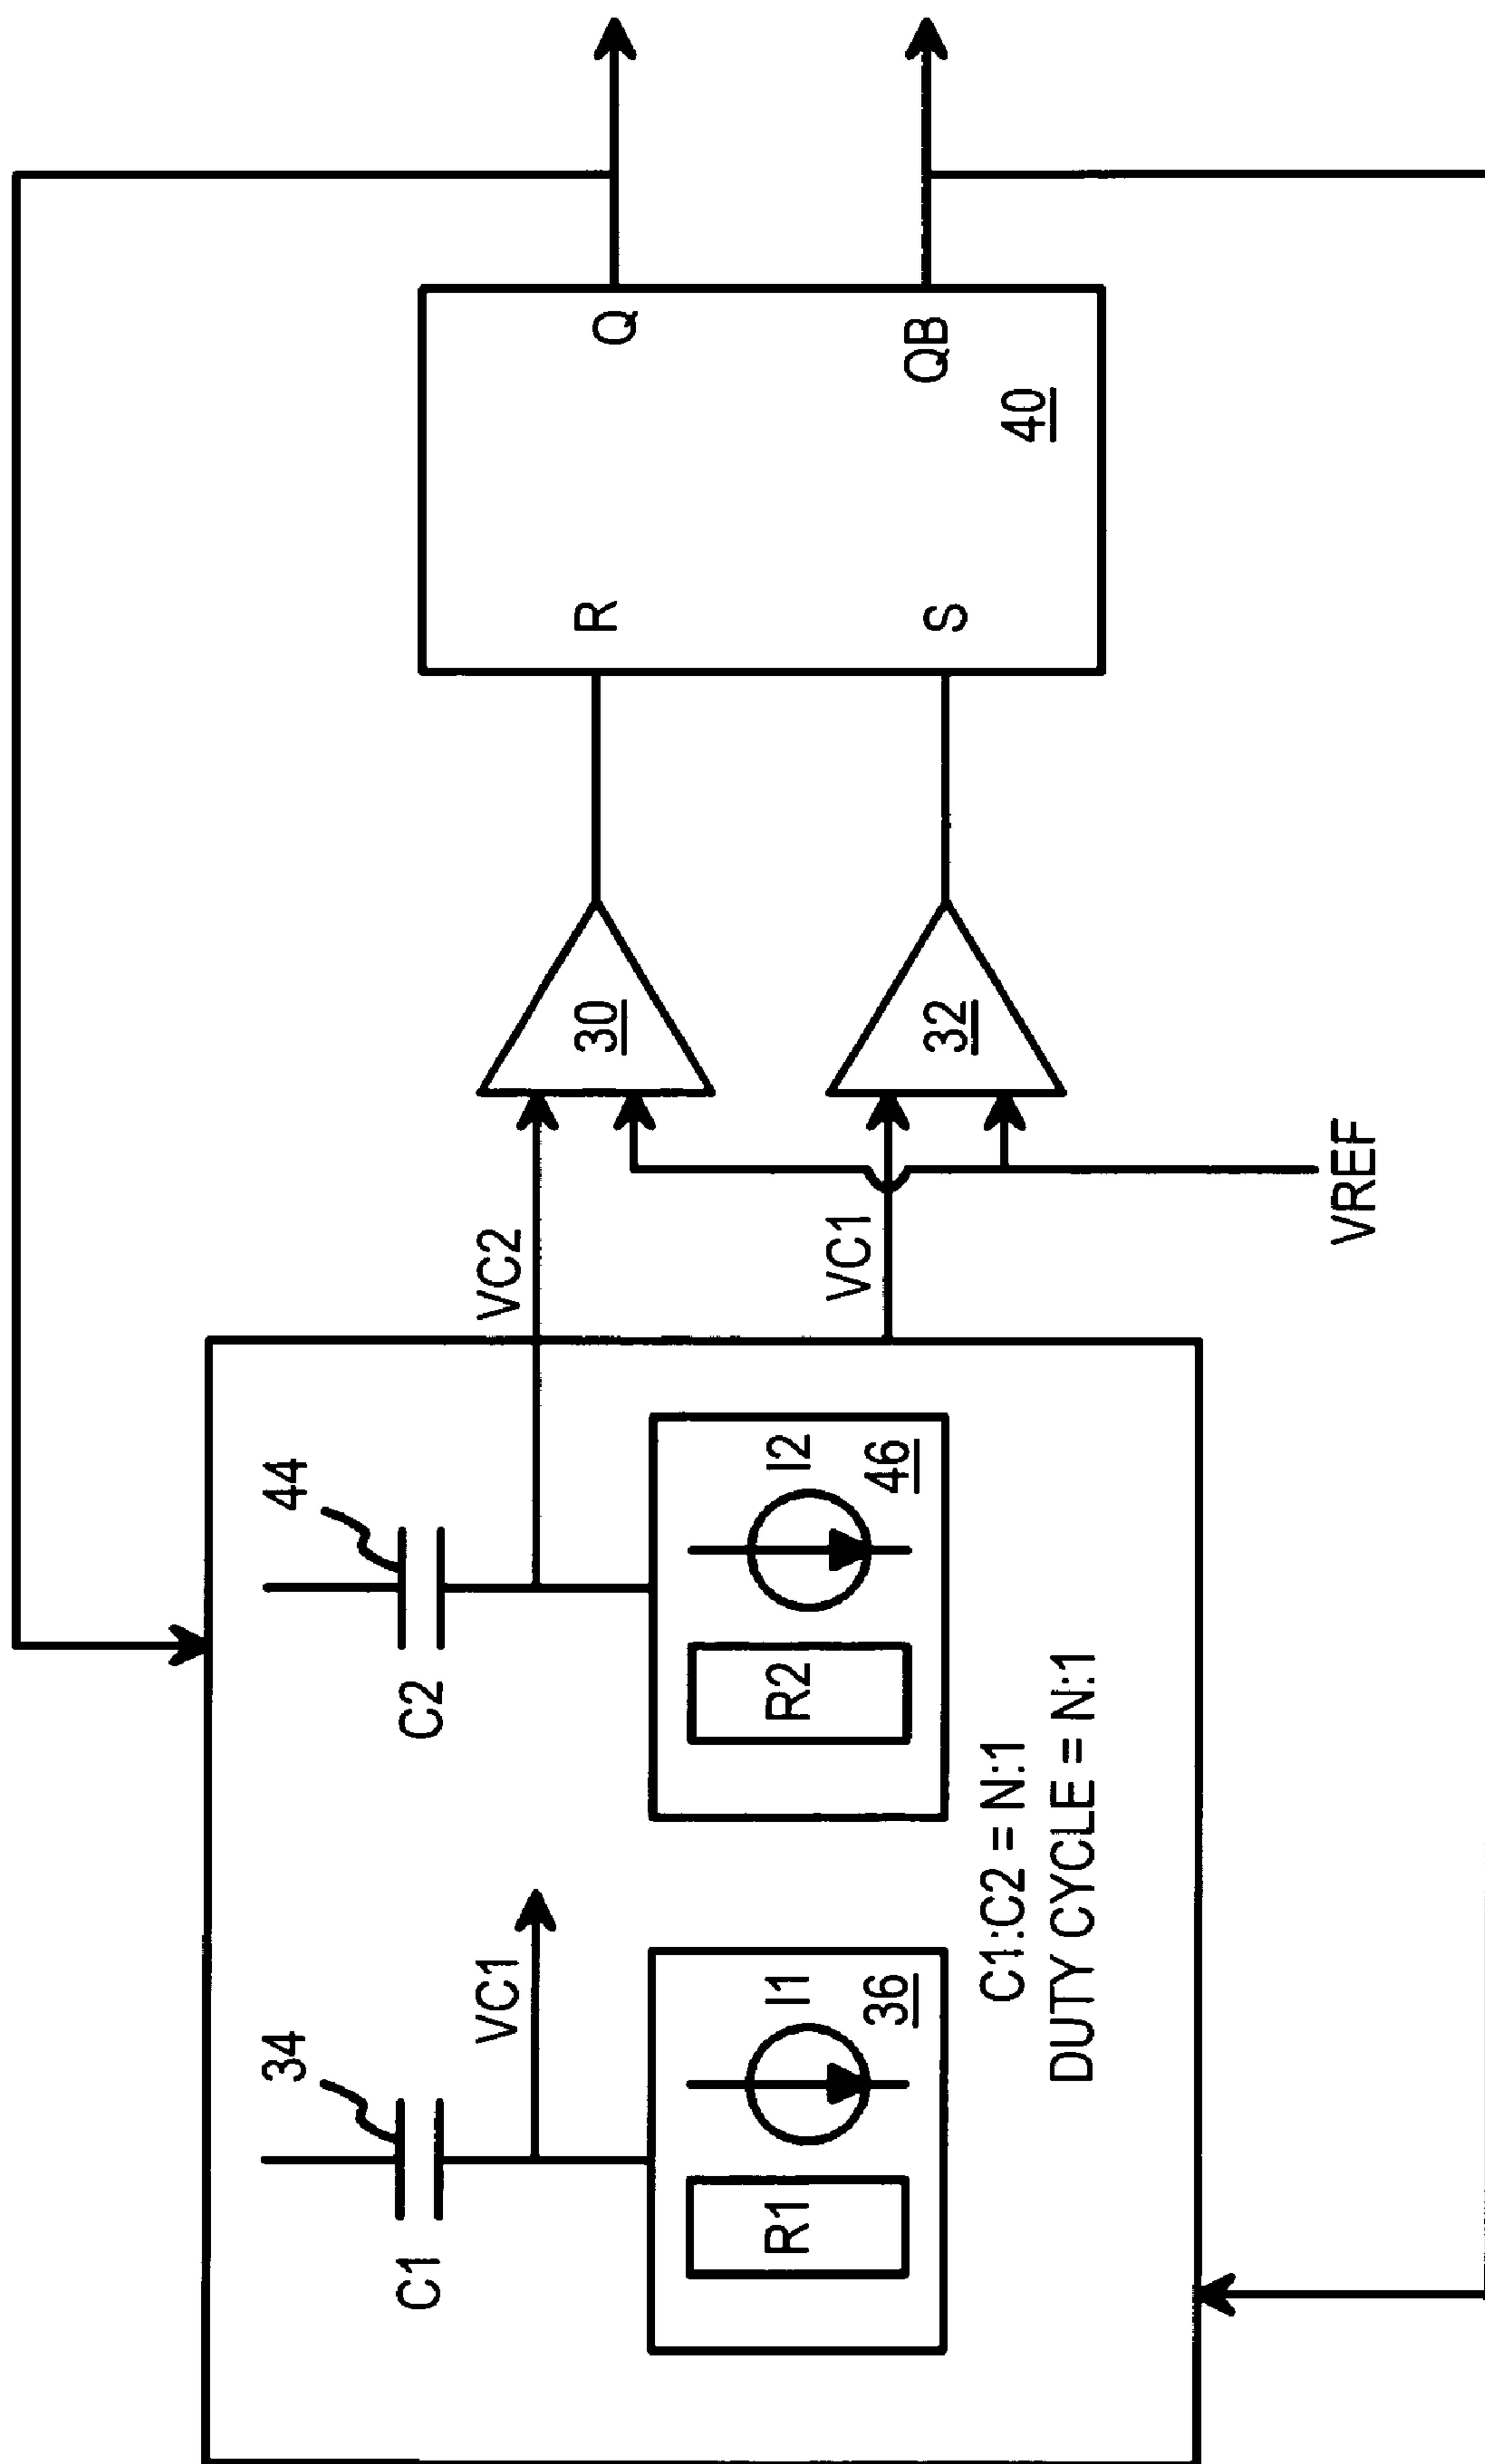 34
C1
VC1
R1
I1
36
44
C2
R2
I2
46
C1:C2 = N:1
DUTY CYCLE = N:1
VC2
VC1
VREF
30
32
R
S
Q
QB
40